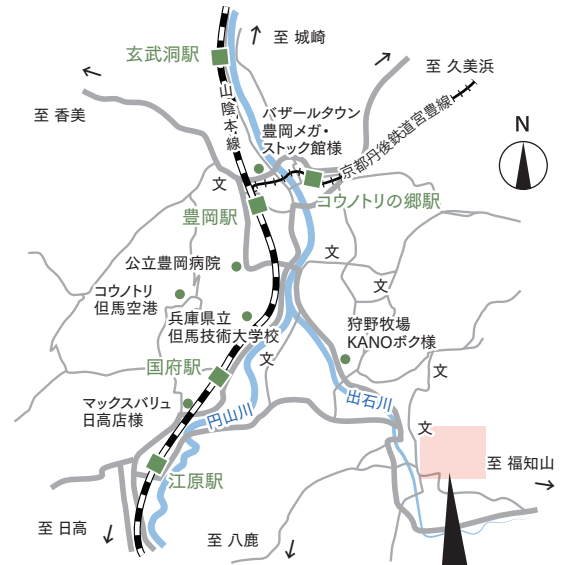 至 城崎
玄武洞駅
至 久美浜
至 香美
山陰本線
バザールタウン
豊岡メガ・
ストック館様
京都丹後鉄道宮豊線
N
文
コウノトリの郷駅
豊岡駅
文
公立豊岡病院
文
コウノトリ
但馬空港
兵庫県立
但馬技術大学校
狩野牧場
KANOボク様
文
国府駅
文
マックスバリュ
日高店様
円山川
出石川
文
至 福知山
江原駅
至 日高
至 八鹿